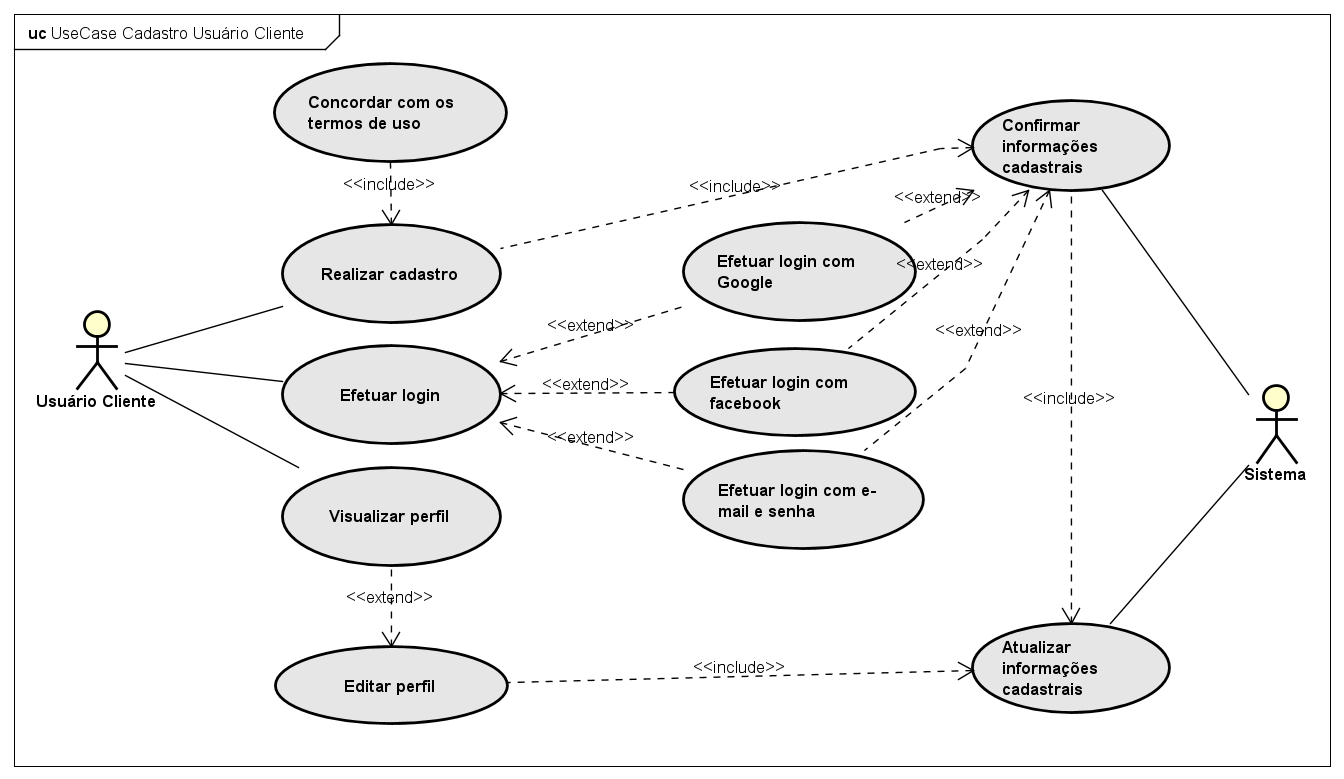 uc UseCase Cadastro Usuário Cliente
Concordar com os
termos de uso
<<include>>
Realizar cadastro
<<include>>
Confirmar
informações
cadastrais
<<extend>>
Efetuar login com
Google
<<extend>>
<<extend>>
<<extend>>
Usuário Cliente
Efetuar login
<<extend>>
Efetuar login com
facebook
<<include>>
<<extend>>
Efetuar login com e-
mail e senha
Sistema
Visualizar perfil
<<extend>>
Editar perfil
<<include>>
Atualizar
informações
cadastrais